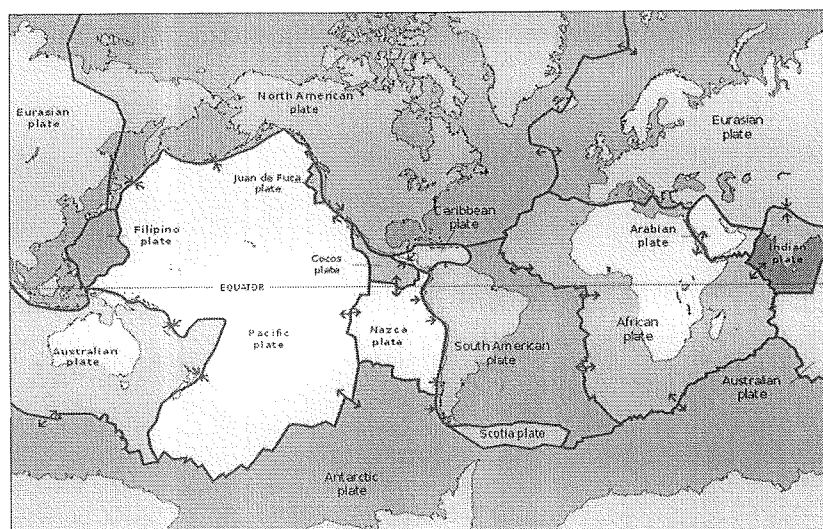 North American
plate
Eurasian
plate
Eurasian
plate
Juan de Fuca
plate
Caribbean
plate
Filipino
plate
Arabian
plate
Indian
plate
Cocos
plate
EQUATOR
Pacific
plate
Nazca
plate
South American
plate
African
plate
Australian
plate
Australian
plate
Scotia plate
Antarctic
plate